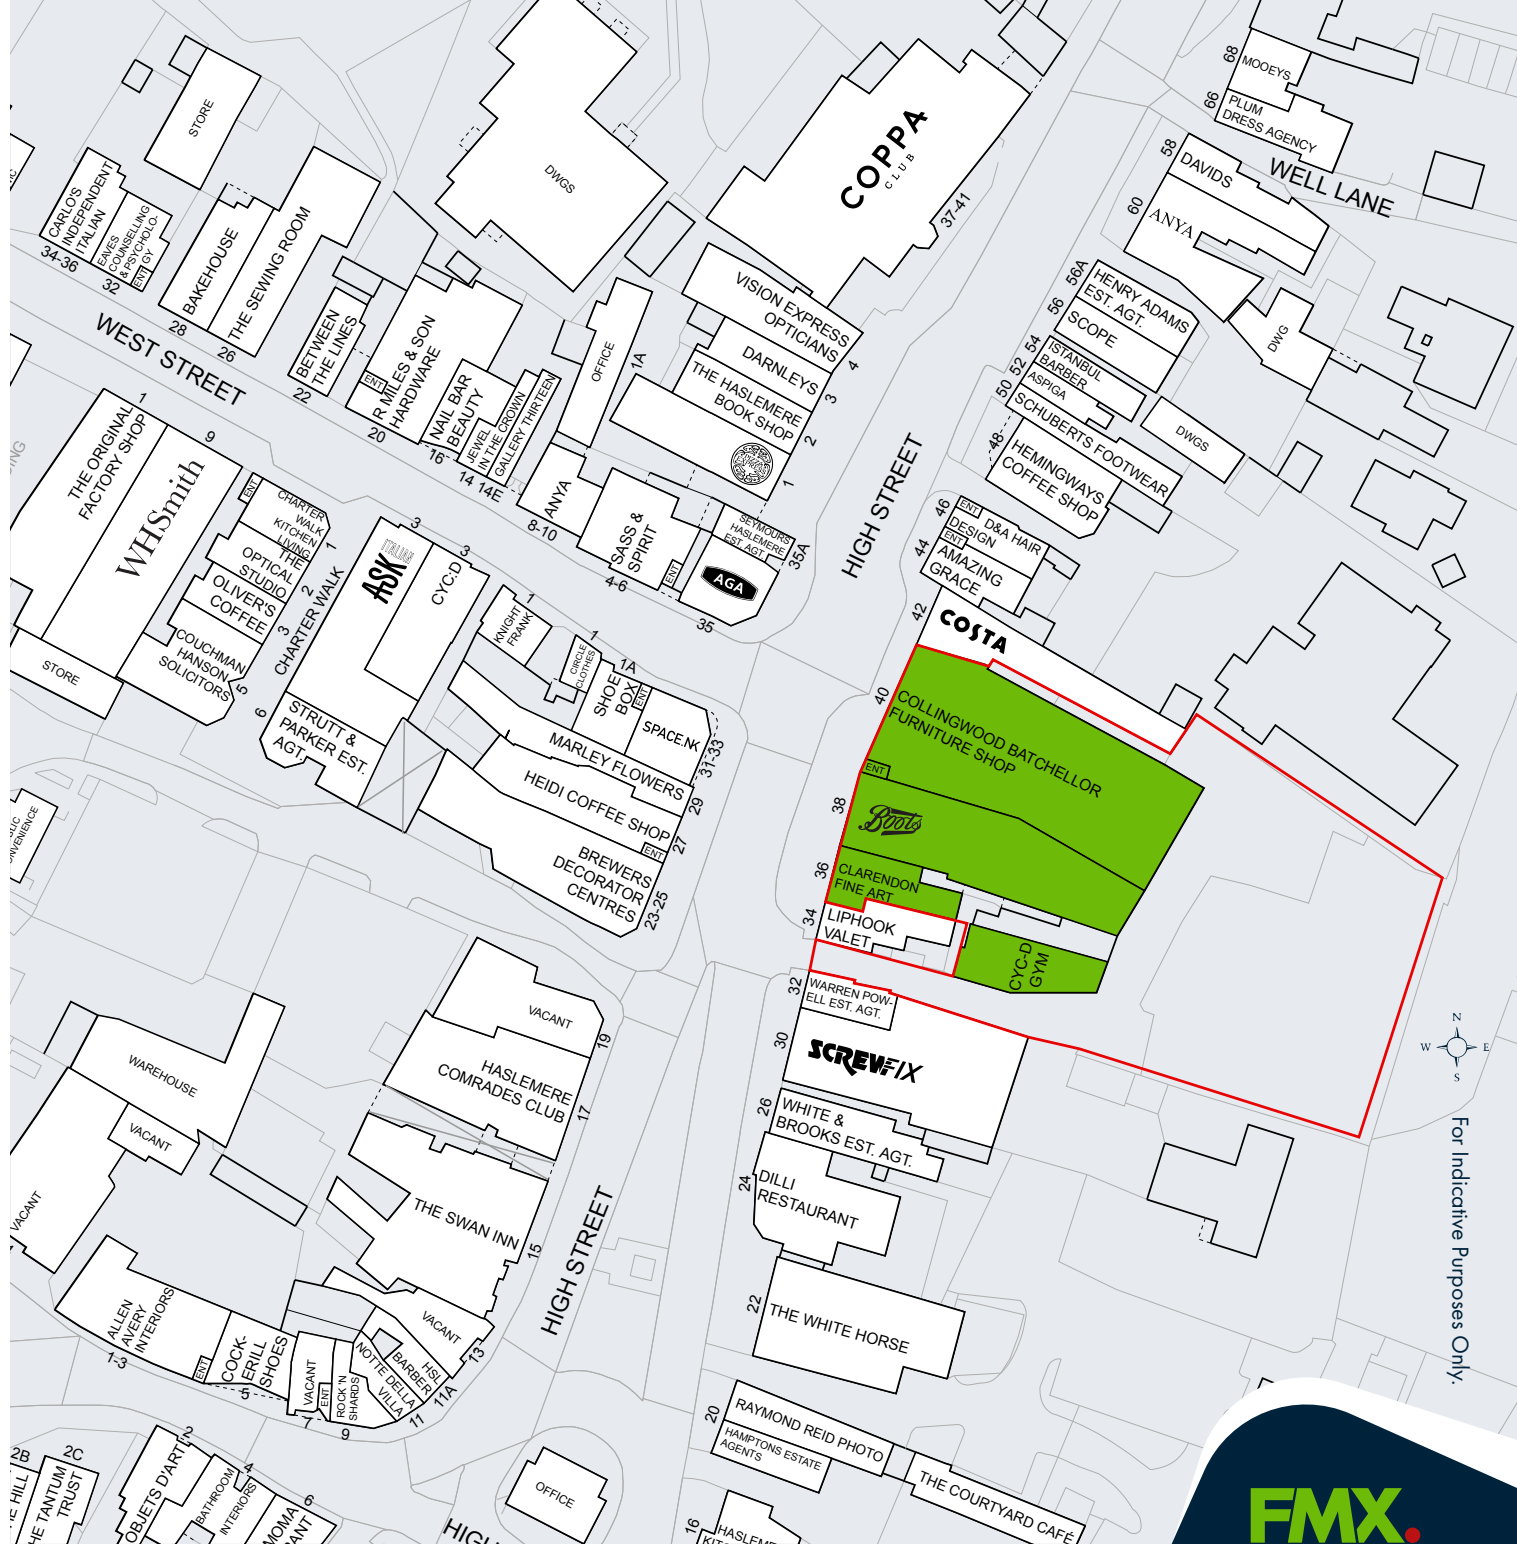 STORE
CARLO'S
INDEPENDENT
ITALIAN
34-36
EAVES
COUNSELLING
& PSYCHOLO-
GY
ENT
32
BAKEHOUSE
28
THE SEWING ROOM
26
WEST STREET
BETWEEN
THE LINES
22
ENT
R MILES & SON
HARDWARE
20
NAIL BAR
BEAUTY
16
JEWEL
IN THE CROWN
14
GALLERY THIRTEEN
14E
DWGS
OFFICE
1A
ANYA
8-10
SASS &
SPIRIT
ENT
4-6
SEYMOURS
HASLEMERE
EST. AGT.
35A
AGA
35
COPPA
CLUB
37-41
VISION EXPRESS
OPTICIANS
4
DARNLEYS
3
THE HASLEMERE
BOOK SHOP
2
1
HIGH STREET
68
MOOEYS
66
PLUM
DRESS AGENCY
WELL LANE
58
DAVIDS
60
ANYA
56A
HENRY ADAMS
EST. AGT.
56
SCOPE
DWG
54
ISTANBUL
BARBER
52
ASPIGA
50
SCHUBERTS FOOTWEAR
DWGS
48
HEMINGWAYS
COFFEE SHOP
46
ENT
D&A HAIR
DESIGN
44
ENT
AMAZING
GRACE
42
COSTA
40
COLLINGWOOD BATCHELLOR
FURNITURE SHOP
ENT
38
Boots
36
CLARENDON
FINE ART
34
LIPHOOK
VALET
CYC-D
GYM
32
WARREN POW-
ELL EST. AGT.
30
SCREWFIX
26
WHITE &
BROOKS EST. AGT.
24
DILLI
RESTAURANT
22
THE WHITE HORSE
20
RAYMOND REID PHOTO
HAMPTONS ESTATE
AGENTS
THE COURTYARD CAFÉ
16
1
THE ORIGINAL
FACTORY SHOP
9
WHSmith
STORE
ENT
CHARTER
WALK
KITCHEN
LIVING
1
THE
OPTICAL
STUDIO
2
OLIVER'S
COFFEE
3
COUCHMAN
HANSON
SOLICITORS
5
CHARTER WALK
3
ASK
ITALIAN
3
CYC:D
6
STRUTT &
PARKER EST.
AGT.
1
KNIGHT
FRANK
1
CIRCLE
CLOTHES
1A
SHOE
BOX
ENT
SPACE.NK
31-33
MARLEY FLOWERS
29
HEIDI COFFEE SHOP
27
ENT
BREWERS
DECORATOR
CENTRES
23-25
VACANT
19
HASLEMERE
COMRADES CLUB
17
WAREHOUSE
VACANT
VACANT
THE SWAN INN
15
HIGH STREET
ALLEN
AVERY
INTERIORS
1-3
ENT
COCK-
ERILL
SHOES
5
VACANT
ENT
7
ROCK 'N
SHARDS
9
NOTTE DELLA
VILLA
11
HSL
BARBER
11A
VACANT
13
2B
2C
THE TANTUM
TRUST
2
OBJETS D'ART
4
BATHROOM
INTERIORS
6
OFFICE
N
W
E
S
For Indicative Purposes Only.
FMX.